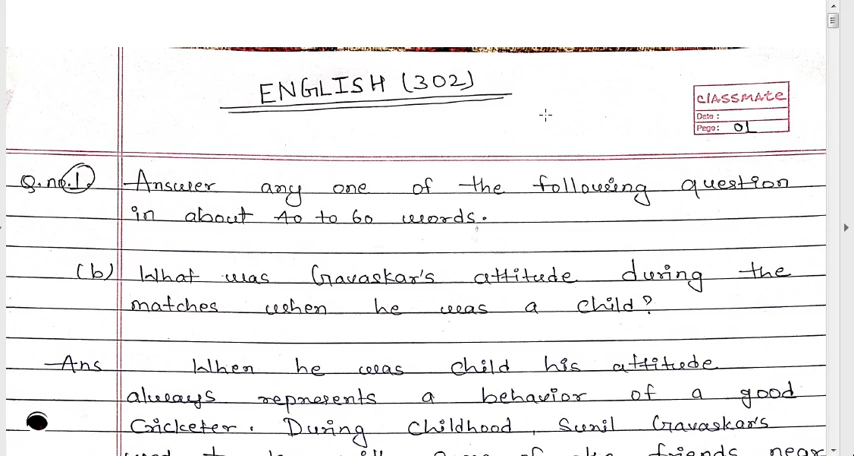 ENGLISH (302)
CLASSMATE
Date :
Page : 01
Q.no.1. Answer any one of the following question
in about 40 to 60 words.
(b) What was Gavaskar's attitude during the
matches when he was a child?
Ans When he was child his attitude
always represents a behavior of a good
Cricketer. During Childhood, Sunil Gavaskar's
friends near